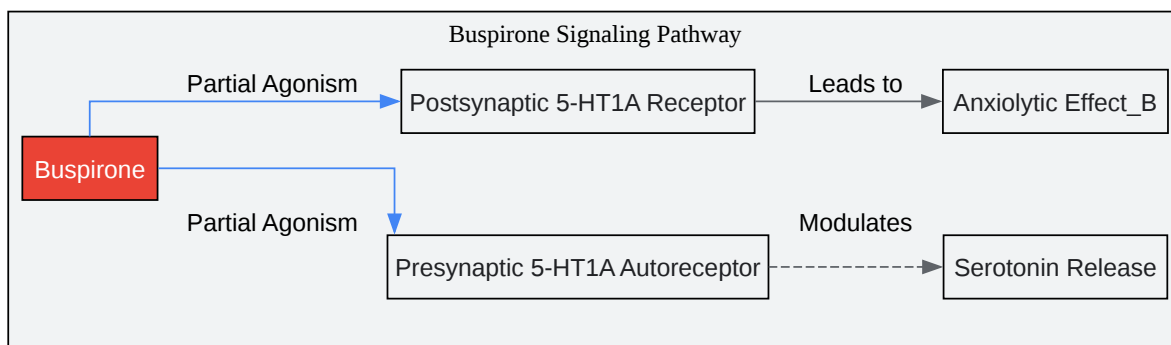 Buspirone Signaling Pathway
Partial Agonism
Leads to
Postsynaptic 5-HT1A Receptor
Anxiolytic Effect_B
Buspirone
Partial Agonism
Modulates
Presynaptic 5-HT1A Autoreceptor
Serotonin Release